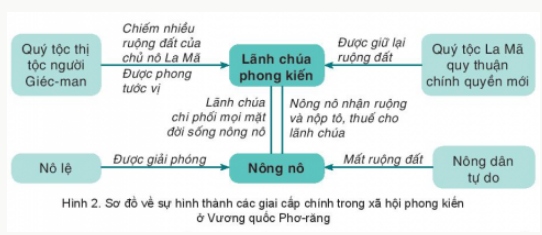 Quý tộc thị
tộc người
Giéc-man
Chiếm nhiều
ruộng đất của
chủ nô La Mã
Được phong
tước vị
Lãnh chúa
phong kiến
Được giữ lại
ruộng đất
Quý tộc La Mã
quy thuận
chính quyền mới
Lãnh chúa
chi phối mọi mặt
đời sống nông nô
Nông nô nhận ruộng
và nộp tô, thuế cho
lãnh chúa
Nô lệ
Được giải phóng
Nông nô
Mất ruộng đất
Nông dân
tự do
Hình 2. Sơ đồ về sự hình thành các giai cấp chính trong xã hội phong kiến
ở Vương quốc Phơ-răng